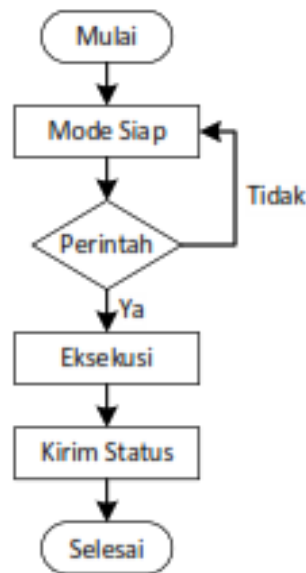 Mulai
Mode Siap
Tidak
Perintah
Ya
Eksekusi
Kirim Status
Selesai